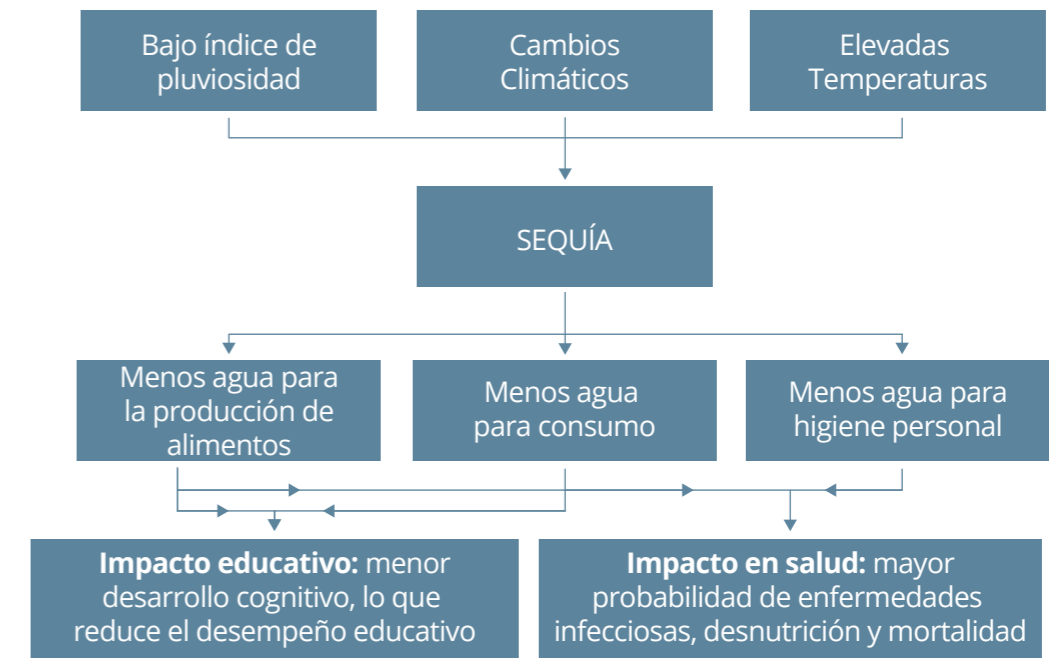 Bajo índice de
pluviosidad
Cambios
Climáticos
Elevadas
Temperaturas
SEQUÍA
Menos agua para
la producción de
alimentos
Menos agua
para consumo
Menos agua para
higiene personal
Impacto educativo: menor
desarrollo cognitivo, lo que
reduce el desempeño educativo
Impacto en salud: mayor
probabilidad de enfermedades
infecciosas, desnutrición y mortalidad